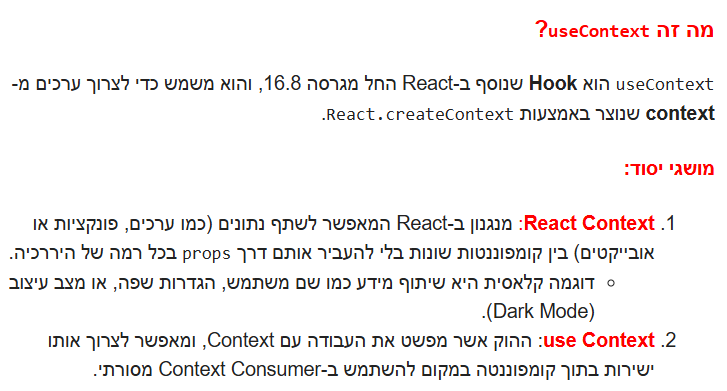 מה זה useContext?
useContext הוא Hook שנוסף ב-React החל מגרסה 16.8, והוא משמש כדי לצרוך ערכים מ-
context שנוצר באמצעות React.createContext.
מושגי יסוד:
1. React Context: מנגנון ב-React המאפשר לשתף נתונים (כמו ערכים, פונקציות או
אובייקטים) בין קומפוננטות שונות בלי להעביר אותם דרך props בכל רמה של היררכיה.
◦ דוגמה קלאסית היא שיתוף מידע כמו שם משתמש, הגדרות שפה, או מצב עיצוב
(Dark Mode).
2. use Context: ההוק אשר מפשט את העבודה עם Context, ומאפשר לצרוך אותו
ישירות בתוך קומפוננטה במקום להשתמש ב-Context Consumer מסורתי.